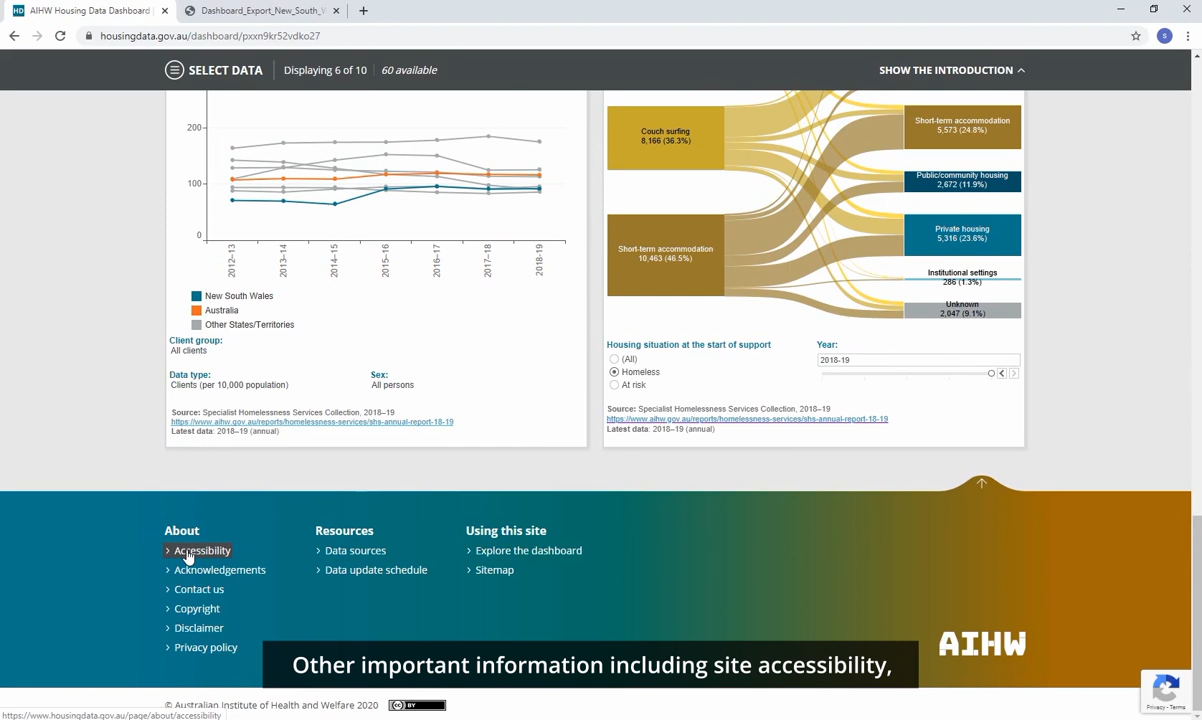 HD AIHW Housing Data Dashboard
Dashboard_Export_New_South_W
housingdata.gov.au/dashboard/pxxn9kr52vdko27
S
SELECT DATA
Displaying 6 of 10
60 available
SHOW THE INTRODUCTION
200
100
0
2012–13
2013–14
2014–15
2015–16
2016–17
2017–18
2018-19
New South Wales
Australia
Other States/Territories
Client group:
All clients
Data type:
Clients (per 10,000 population)
Sex:
All persons
Source: Specialist Homelessness Services Collection, 2018–19
https://www.aihw.gov.au/reports/homelessness-services/shs-annual-report-18-19
Latest data: 2018–19 (annual)
Couch surfing
8,166 (36.3%)
Short-term accommodation
10,463 (46.5%)
Short-term accommodation
5,573 (24.8%)
Public/community housing
2,672 (11.9%)
Private housing
5,316 (23.6%)
Institutional settings
286 (1.3%)
Unknown
2,047 (9.1%)
Housing situation at the start of support
(All)
Homeless
At risk
Year:
2018-19
Source: Specialist Homelessness Services Collection, 2018–19
https://www.aihw.gov.au/reports/homelessness-services/shs-annual-report-18-19
Latest data: 2018–19 (annual)
About
Accessibility
Acknowledgements
Contact us
Copyright
Disclaimer
Privacy policy
Resources
Data sources
Data update schedule
Using this site
Explore the dashboard
Sitemap
AIHW
Other important information including site accessibility,
© Australian Institute of Health and Welfare 2020
(cc) BY
https://www.housingdata.gov.au/page/about/accessibility
Privacy - Terms